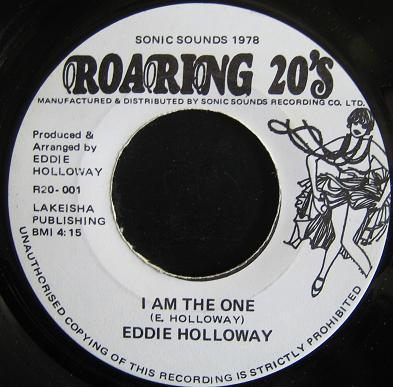 SONIC SOUNDS 1978
ROARING 20'S
MANUFACTURED & DISTRIBUTED BY SONIC SOUNDS RECORDING CO. LTD.
Produced &
Arranged by
EDDIE
HOLLOWAY
R20-001
LAKEISHA
PUBLISHING
BMI 4:15
I AM THE ONE
(E. HOLLOWAY)
EDDIE HOLLOWAY
UNAUTHORISED COPYING OF THIS RECORDING IS STRICTLY PROHIBITED